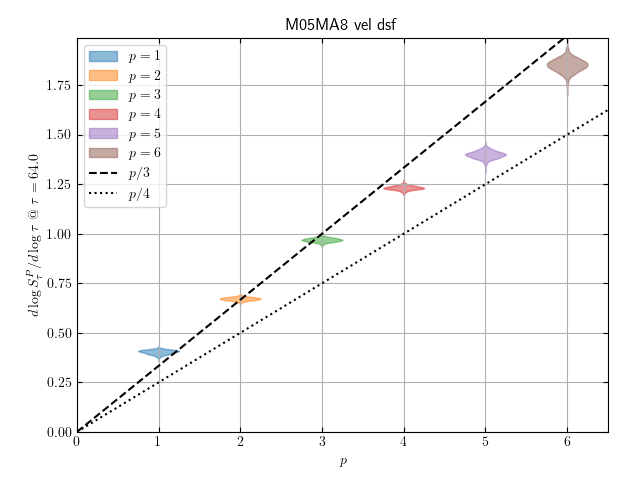 M05MA8 vel dsf
d log S_τ^P / d log τ @ τ = 64.0
1.75
1.50
1.25
1.00
0.75
0.50
0.25
0.00
p = 1
p = 2
p = 3
p = 4
p = 5
p = 6
p/3
p/4
0 1 2 3 4 5 6
p